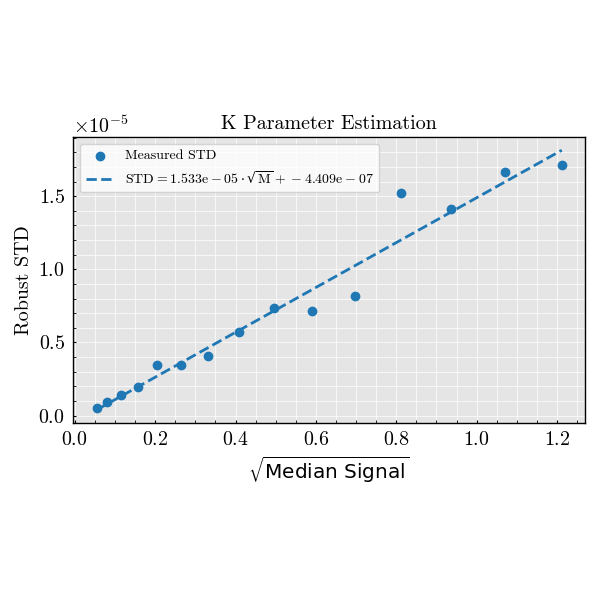 K Parameter Estimation
×10⁻⁵
Measured STD
STD = 1.533e − 05 · √M + − 4.409e − 07
Robust STD
1.5
1.0
0.5
0.0
0.0 0.2 0.4 0.6 0.8 1.0 1.2
√Median Signal